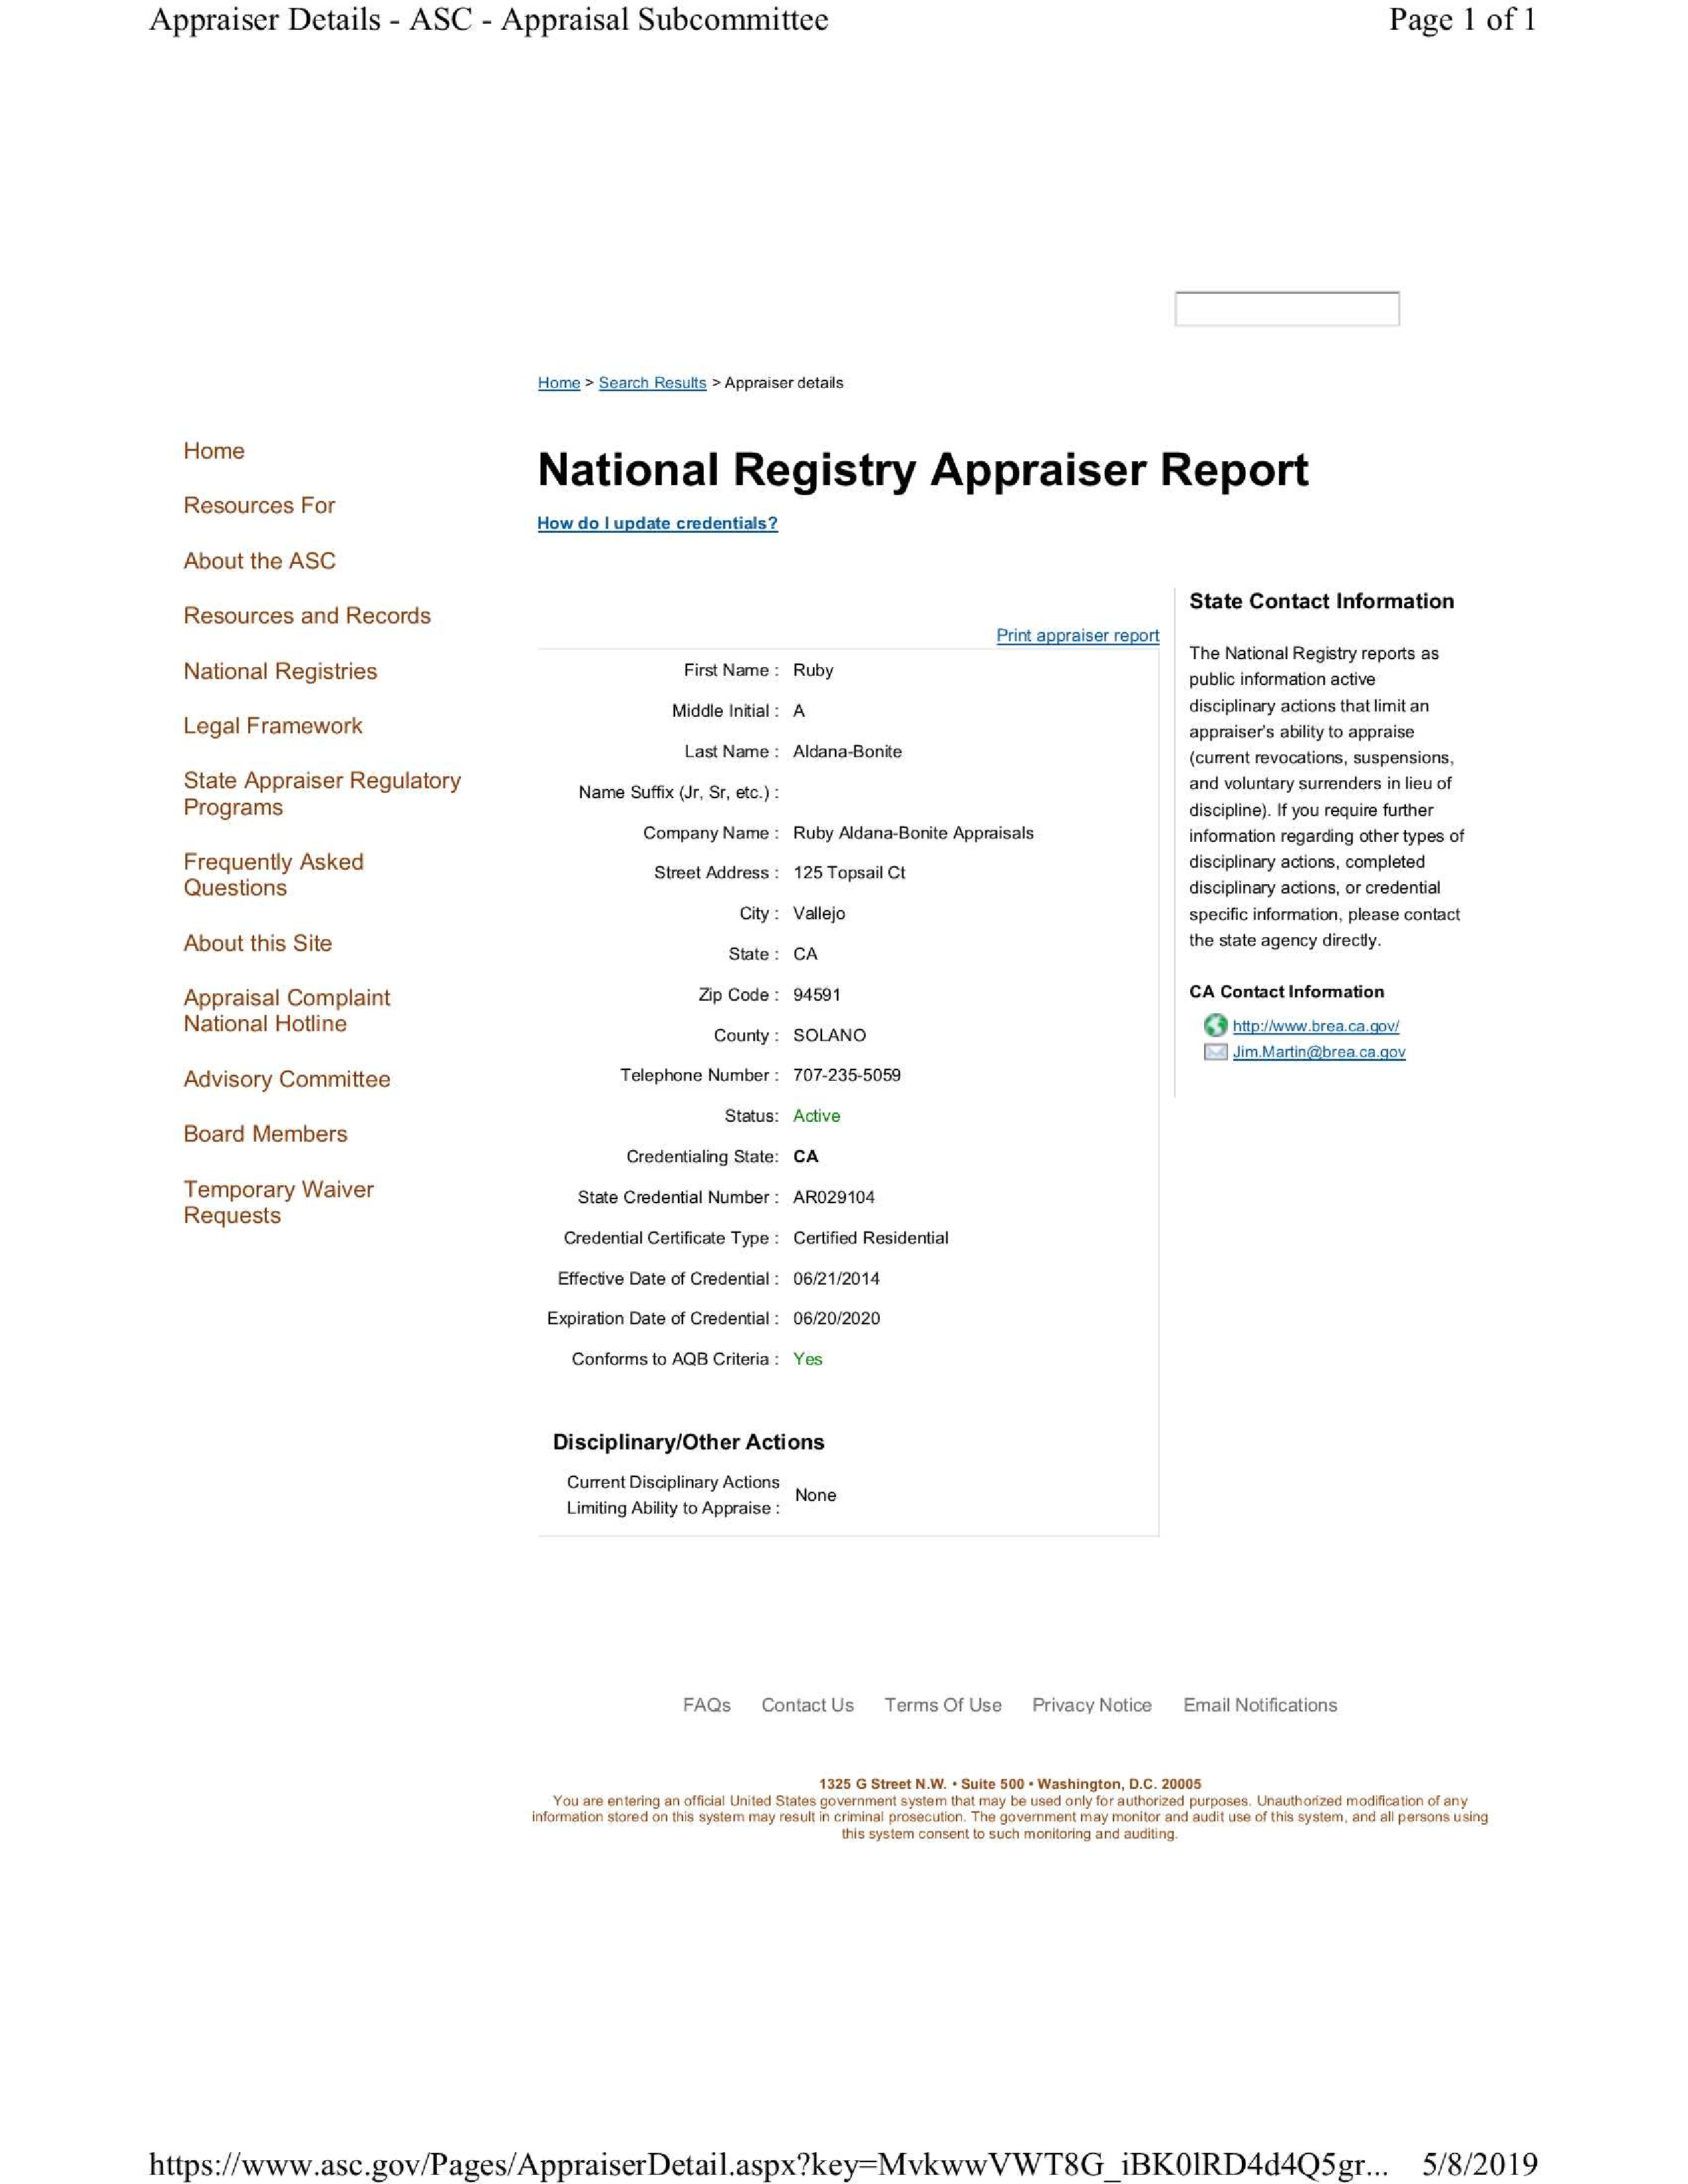 Appraiser Details - ASC - Appraisal Subcommittee Page 1 of 1
Home > Search Results > Appraiser details
Home
Resources For
About the ASC
Resources and Records
National Registries
Legal Framework
State Appraiser Regulatory
Programs
Frequently Asked
Questions
About this Site
Appraisal Complaint
National Hotline
Advisory Committee
Board Members
Temporary Waiver
Requests
National Registry Appraiser Report
How do I update credentials?
Print appraiser report
First Name : Ruby
Middle Initial : A
Last Name : Aldana-Bonite
Name Suffix (Jr, Sr, etc.) :
Company Name : Ruby Aldana-Bonite Appraisals
Street Address : 125 Topsail Ct
City : Vallejo
State : CA
Zip Code : 94591
County : SOLANO
Telephone Number : 707-235-5059
Status: Active
Credentialing State: CA
State Credential Number : AR029104
Credential Certificate Type : Certified Residential
Effective Date of Credential : 06/21/2014
Expiration Date of Credential : 06/20/2020
Conforms to AQB Criteria : Yes
Disciplinary/Other Actions
Current Disciplinary Actions
Limiting Ability to Appraise : None
State Contact Information
The National Registry reports as
public information active
disciplinary actions that limit an
appraiser's ability to appraise
(current revocations, suspensions,
and voluntary surrenders in lieu of
discipline). If you require further
information regarding other types of
disciplinary actions, completed
disciplinary actions, or credential
specific information, please contact
the state agency directly.
CA Contact Information
http://www.brea.ca.gov/
Jim.Martin@brea.ca.gov
FAQs Contact Us Terms Of Use Privacy Notice Email Notifications
1325 G Street N.W. • Suite 500 • Washington, D.C. 20005
You are entering an official United States government system that may be used only for authorized purposes. Unauthorized modification of any
information stored on this system may result in criminal prosecution. The government may monitor and audit use of this system, and all persons using
this system consent to such monitoring and auditing.
https://www.asc.gov/Pages/AppraiserDetail.aspx?key=MvkwwVWT8G_iBK0lRD4d4Q5gr... 5/8/2019